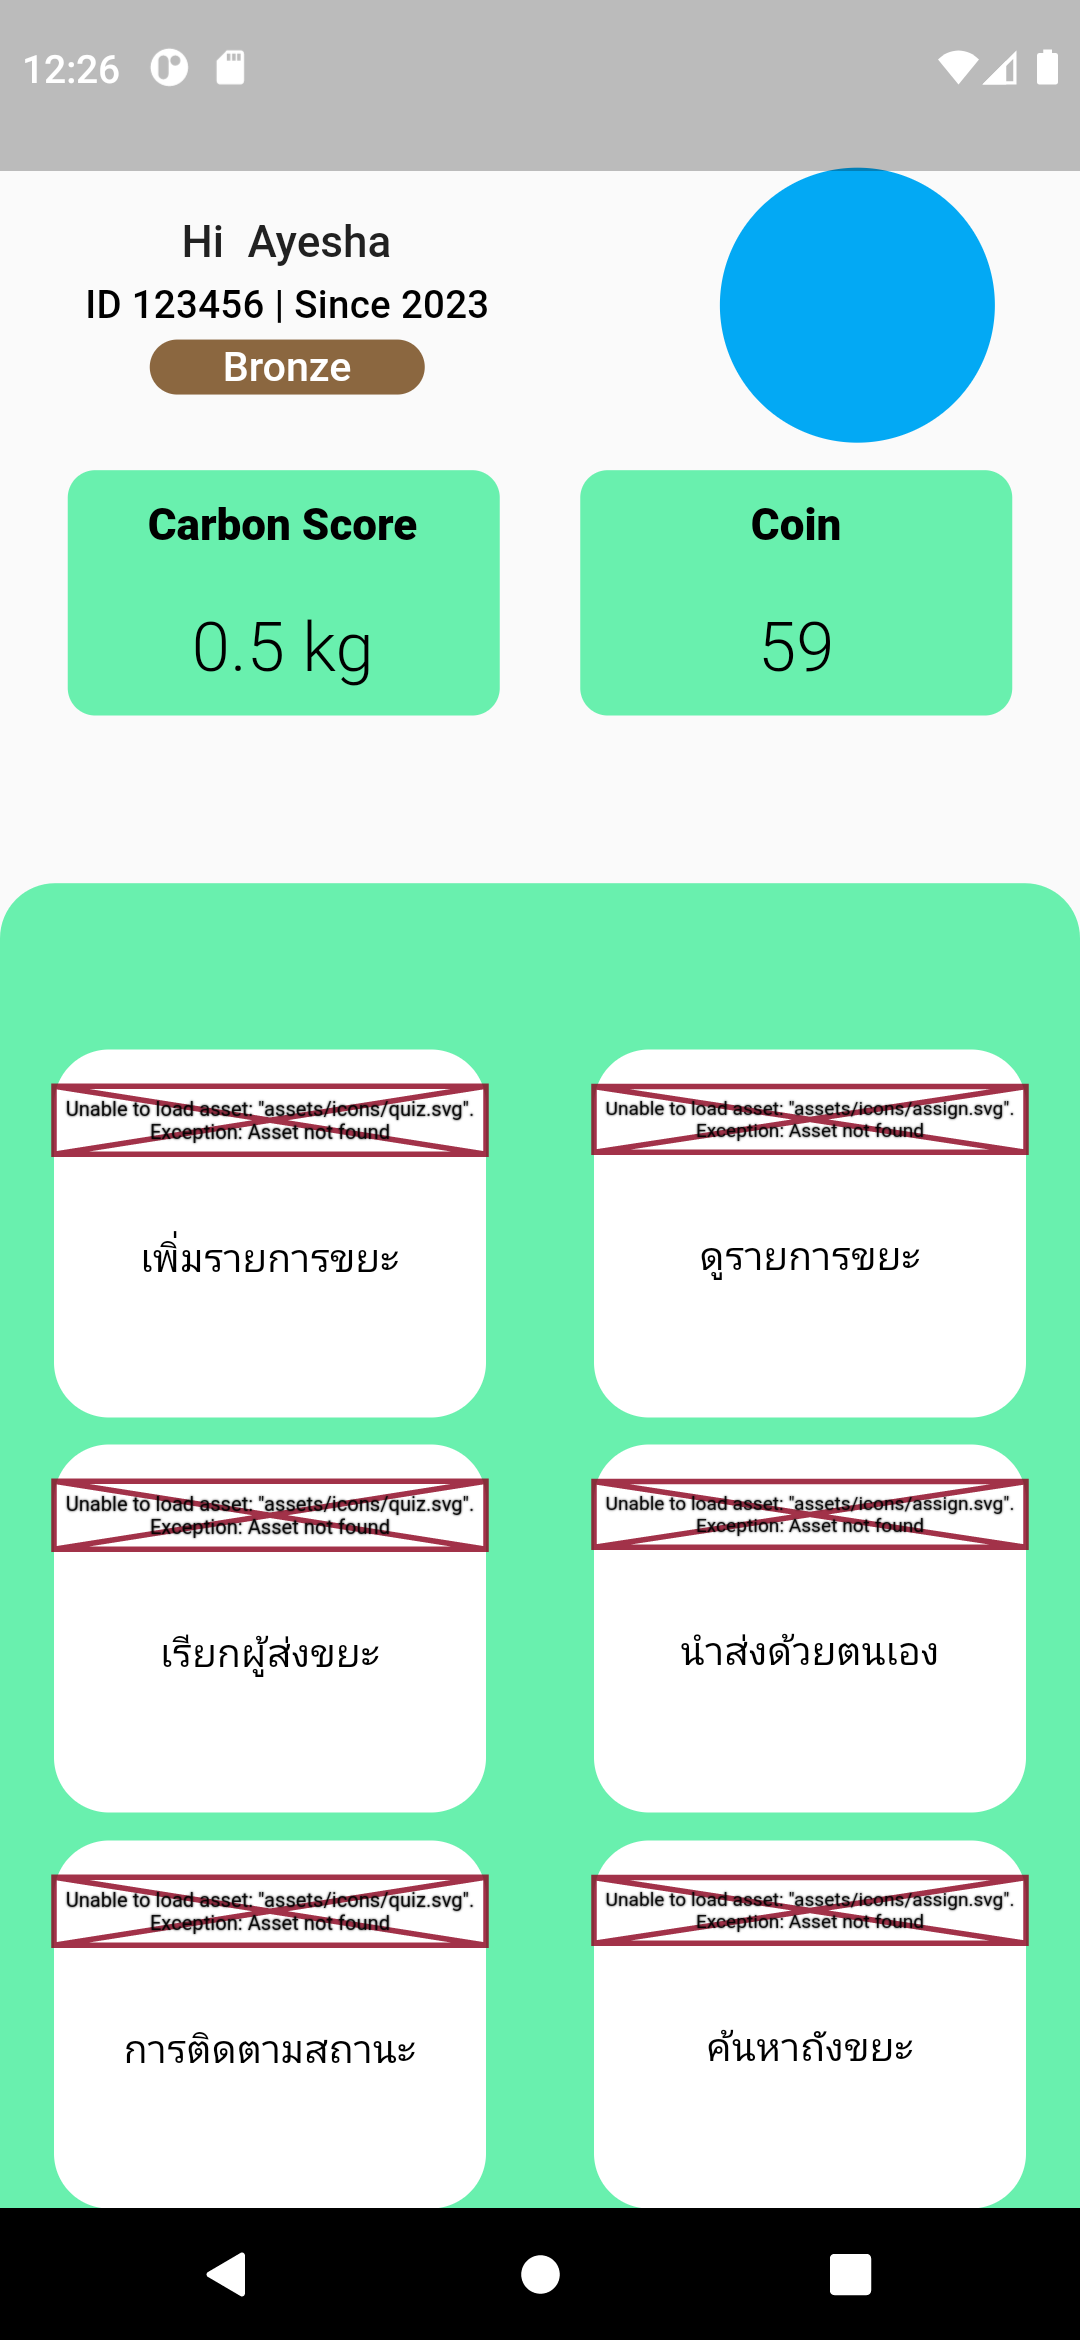 12:26
Hi  Ayesha
ID 123456 | Since 2023
Bronze
Carbon Score
0.5 kg
Coin
59
Unable to load asset: "assets/icons/quiz.svg".
Exception: Asset not found
เพิ่มรายการขยะ
Unable to load asset: "assets/icons/assign.svg".
Exception: Asset not found
ดูรายการขยะ
Unable to load asset: "assets/icons/quiz.svg".
Exception: Asset not found
เรียกผู้ส่งขยะ
Unable to load asset: "assets/icons/assign.svg".
Exception: Asset not found
นำส่งด้วยตนเอง
Unable to load asset: "assets/icons/quiz.svg".
Exception: Asset not found
การติดตามสถานะ
Unable to load asset: "assets/icons/assign.svg".
Exception: Asset not found
ค้นหาถังขยะ